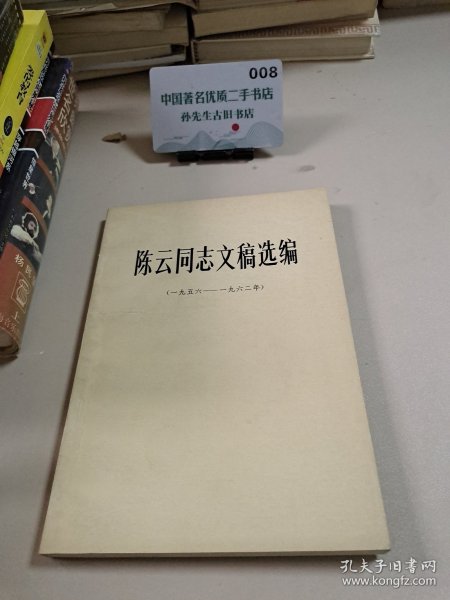 008
中国著名优质二手书店
孙先生古旧书店
陈云同志文稿选编
(一九五六——一九六二年)
孔夫子旧书网
www.kongfz.com